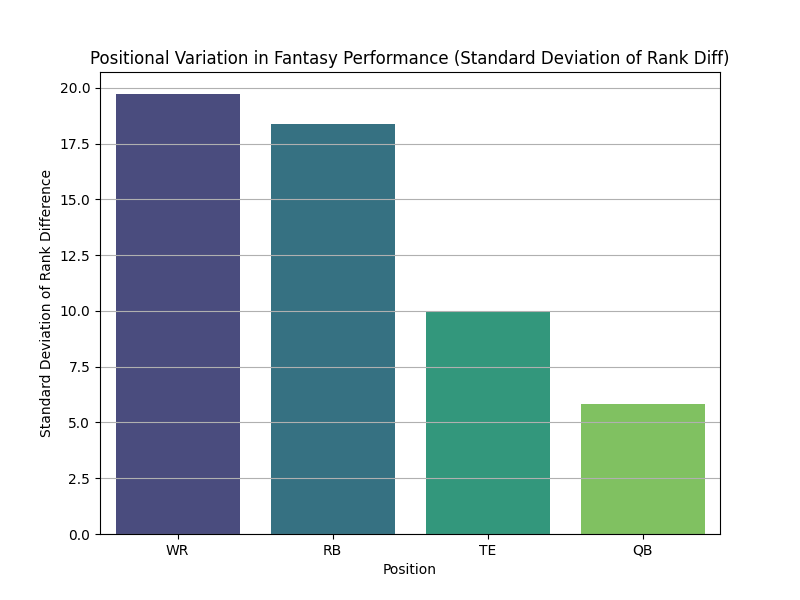 Positional Variation in Fantasy Performance (Standard Deviation of Rank Diff)
Standard Deviation of Rank Difference
20.0
17.5
15.0
12.5
10.0
7.5
5.0
2.5
0.0
WR RB TE QB
Position